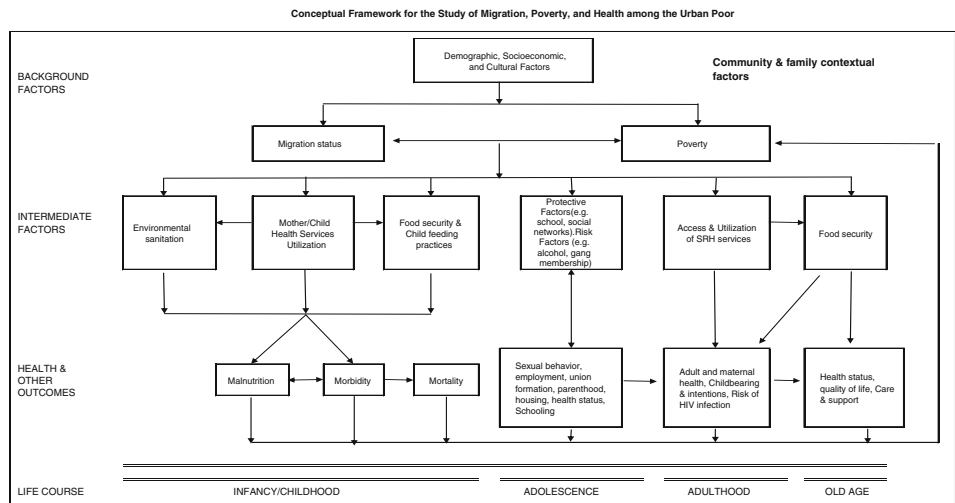 Conceptual Framework for the Study of Migration, Poverty, and Health among the Urban Poor
BACKGROUND
FACTORS
Demographic, Socioeconomic,
and Cultural Factors
Community & family contextual
factors
Migration status
Poverty
INTERMEDIATE
FACTORS
Environmental
sanitation
Mother/Child
Health Services
Utilization
Food security &
Child feeding
practices
Protective
Factors(e.g.
school, social
networks).Risk
Factors (e.g.
alcohol, gang
membership)
Access & Utilization
of SRH services
Food security
HEALTH &
OTHER
OUTCOMES
Malnutrition
Morbidity
Mortality
Sexual behavior,
employment, union
formation, parenthood,
housing, health status,
Schooling
Adult and maternal
health, Childbearing
& intentions, Risk of
HIV infection
Health status,
quality of life, Care
& support
LIFE COURSE
INFANCY/CHILDHOOD
ADOLESCENCE
ADULTHOOD
OLD AGE